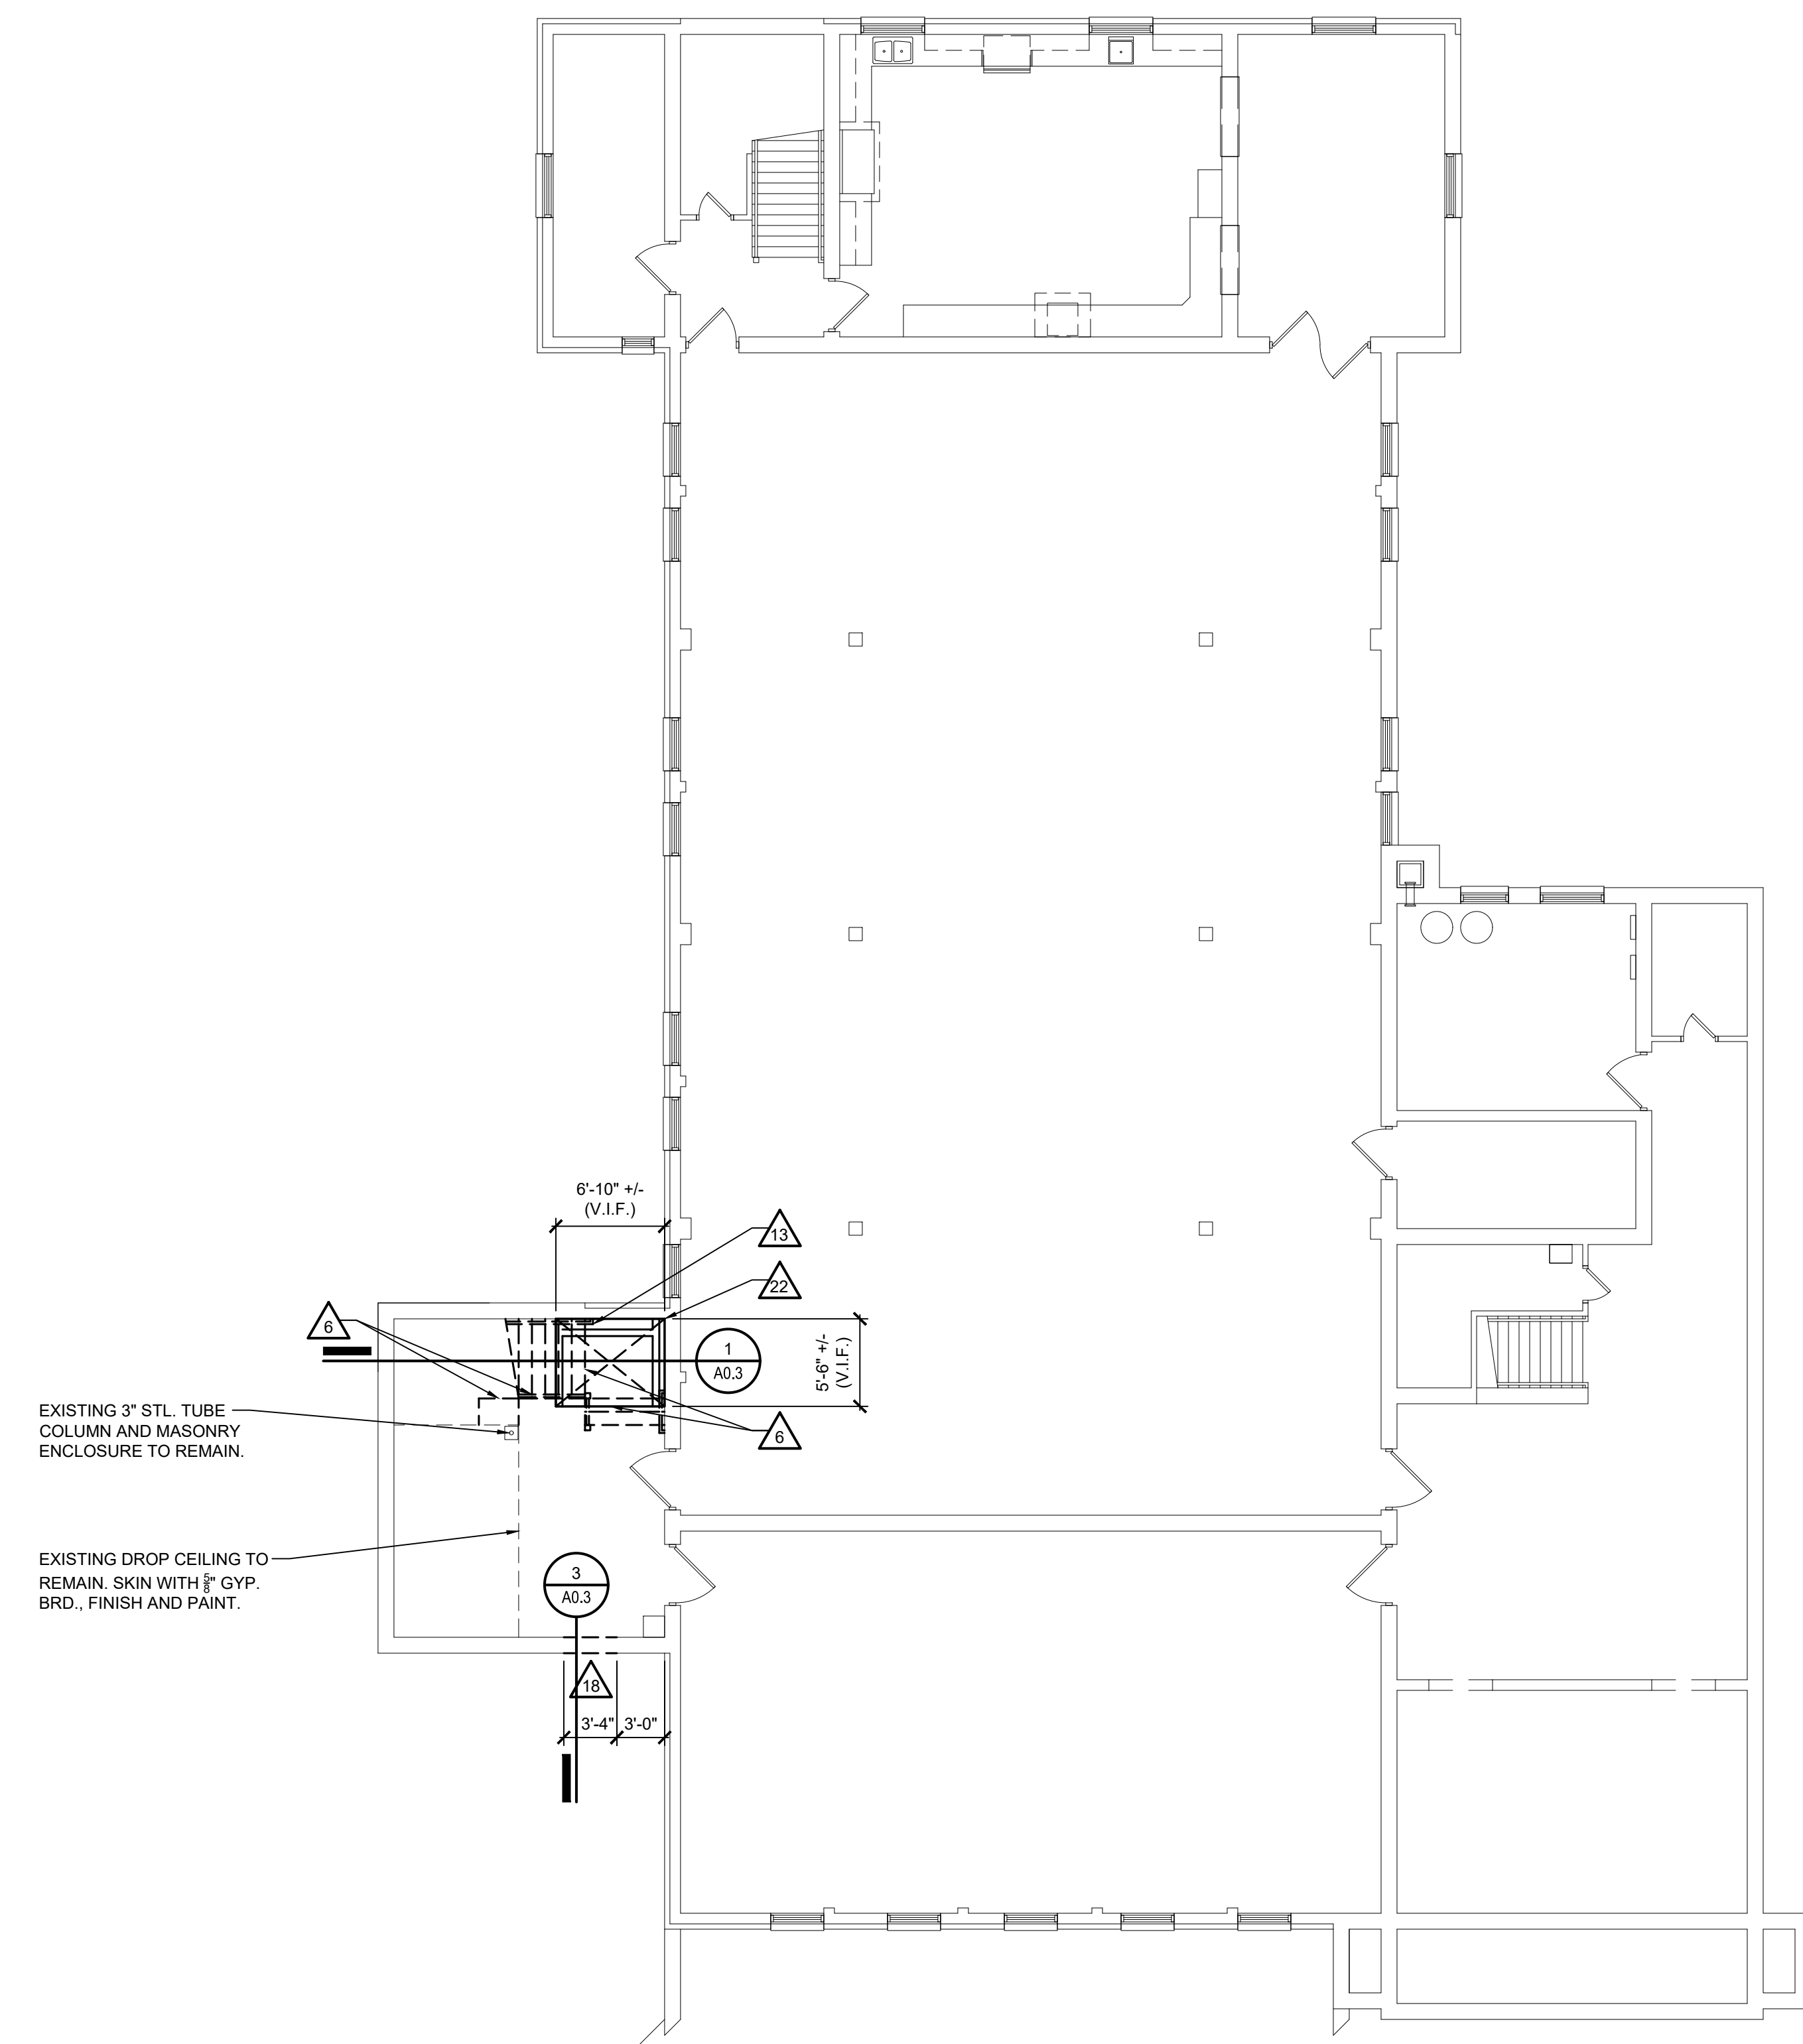 6'-10" +/-
(V.I.F.)
13
22
6
1
A0.3
5'-6" +/-
(V.I.F.)
EXISTING 3" STL. TUBE
COLUMN AND MASONRY
ENCLOSURE TO REMAIN.
6
EXISTING DROP CEILING TO
REMAIN. SKIN WITH 5/8" GYP.
BRD., FINISH AND PAINT.
3
A0.3
18
3'-4" 3'-0"